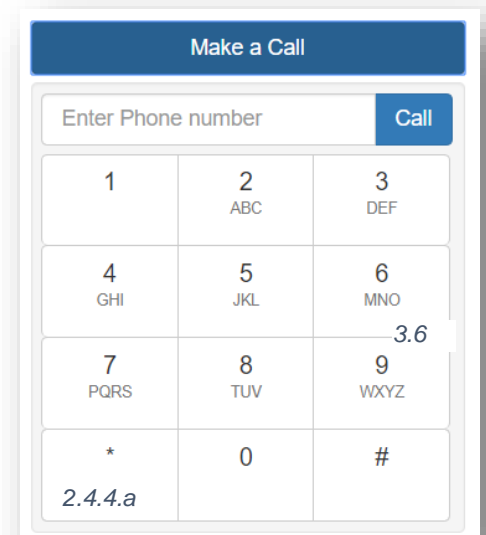 Make a Call
Enter Phone number Call
1 2 3
ABC DEF
4 5 6
GHI JKL MNO
3.6
7 8 9
PQRS TUV WXYZ
* 0 #
2.4.4.a